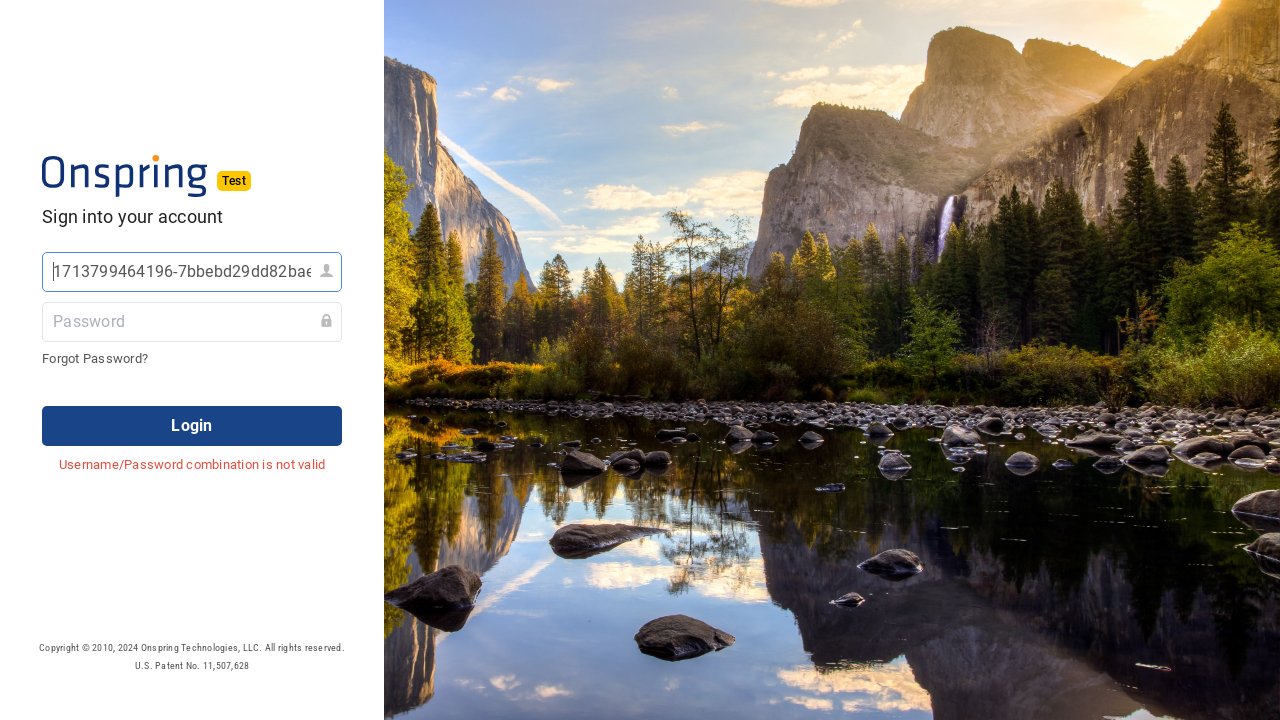 Onspring Test
Sign into your account
1713799464196-7bbebd29dd82bae
Password
Forgot Password?
Login
Username/Password combination is not valid
Copyright © 2010, 2024 Onspring Technologies, LLC. All rights reserved.
U.S. Patent No. 11,507,628